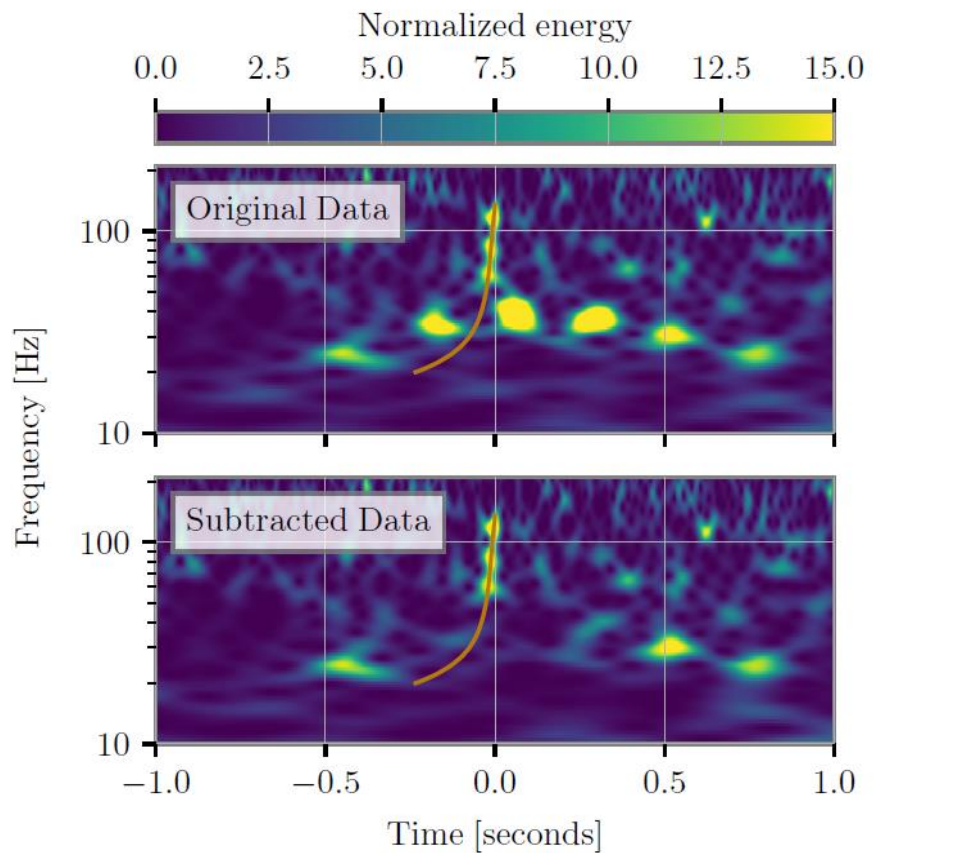 Normalized energy
0.0 2.5 5.0 7.5 10.0 12.5 15.0
Original Data
100
10
Frequency [Hz]
Subtracted Data
100
10
−1.0 −0.5 0.0 0.5 1.0
Time [seconds]